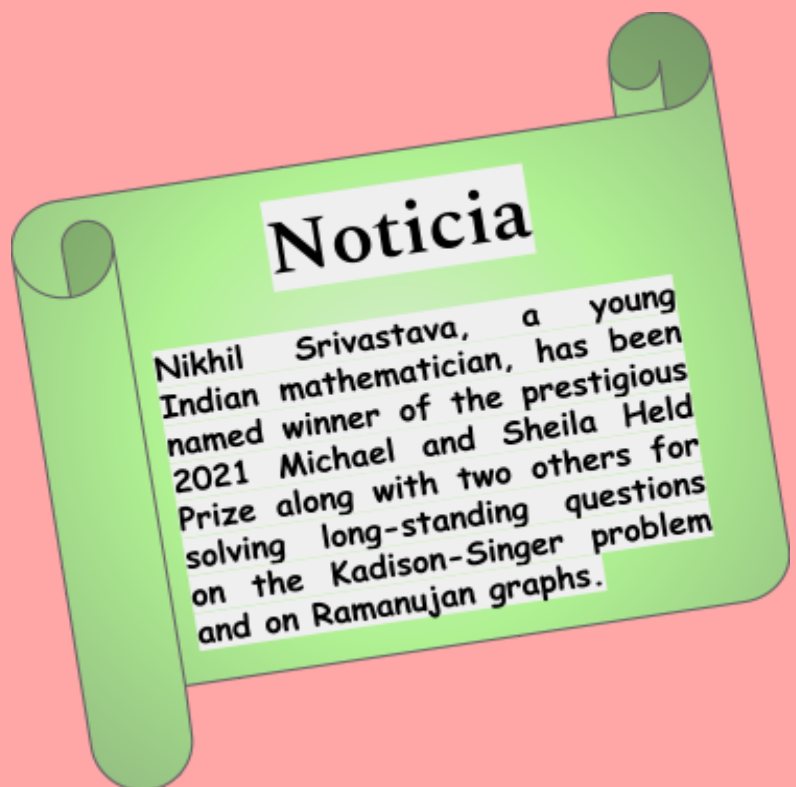 Noticia
Nikhil Srivastava, a young
Indian mathematician, has been
named winner of the prestigious
2021 Michael and Sheila Held
Prize along with two others for
solving long-standing questions
on the Kadison-Singer problem
and on Ramanujan graphs.